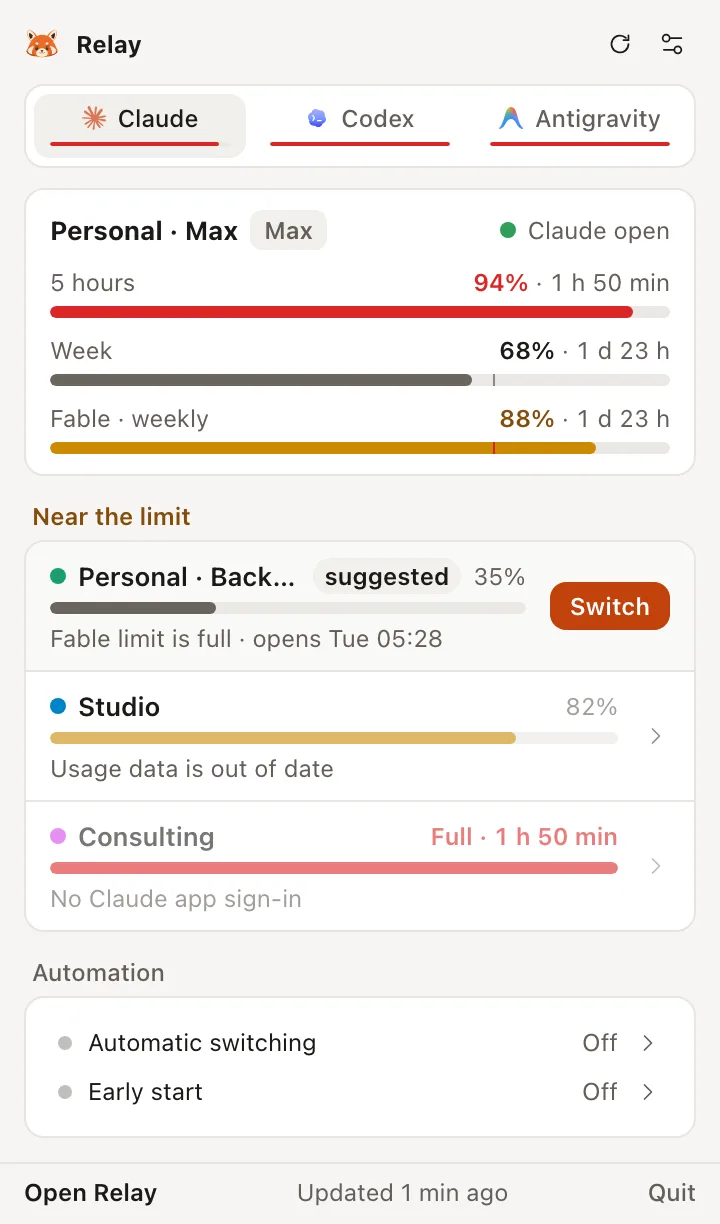 Relay
Claude Codex Antigravity
Personal · Max Max Claude open
5 hours 94% · 1 h 50 min
Week 68% · 1 d 23 h
Fable · weekly 88% · 1 d 23 h
Near the limit
Personal · Back... suggested 35%
Switch
Fable limit is full · opens Tue 05:28
Studio 82%
Usage data is out of date
Consulting Full · 1 h 50 min
No Claude app sign-in
Automation
Automatic switching Off
Early start Off
Open Relay Updated 1 min ago Quit